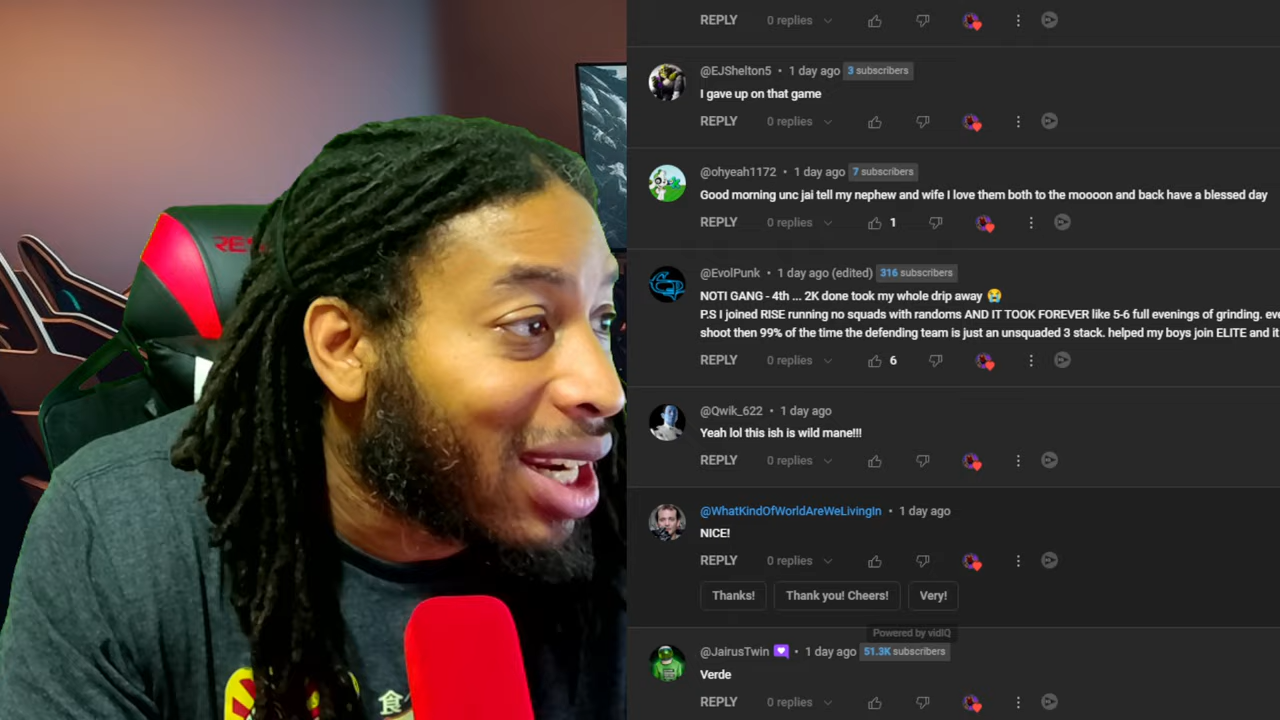 REPLY 0 replies
@EJShelton5 • 1 day ago 3 subscribers
I gave up on that game
REPLY 0 replies
@ohyeah1172 • 1 day ago 7 subscribers
Good morning unc jai tell my nephew and wife I love them both to the moooon and back have a blessed day
REPLY 0 replies 1
@EvolPunk • 1 day ago (edited) 316 subscribers
NOTI GANG - 4th ... 2K done took my whole drip away 😭
P.S I joined RISE running no squads with randoms AND IT TOOK FOREVER like 5-6 full evenings of grinding. eve
shoot then 99% of the time the defending team is just an unsquaded 3 stack. helped my boys join ELITE and it
REPLY 0 replies 6
@Qwik_622 • 1 day ago
Yeah lol this ish is wild mane!!!
REPLY 0 replies
@WhatKindOfWorldAreWeLivingIn • 1 day ago
NICE!
REPLY 0 replies
Thanks! Thank you! Cheers! Very!
Powered by vidIQ
@JairusTwin 💜 • 1 day ago 51.3K subscribers
Verde
REPLY 0 replies
食